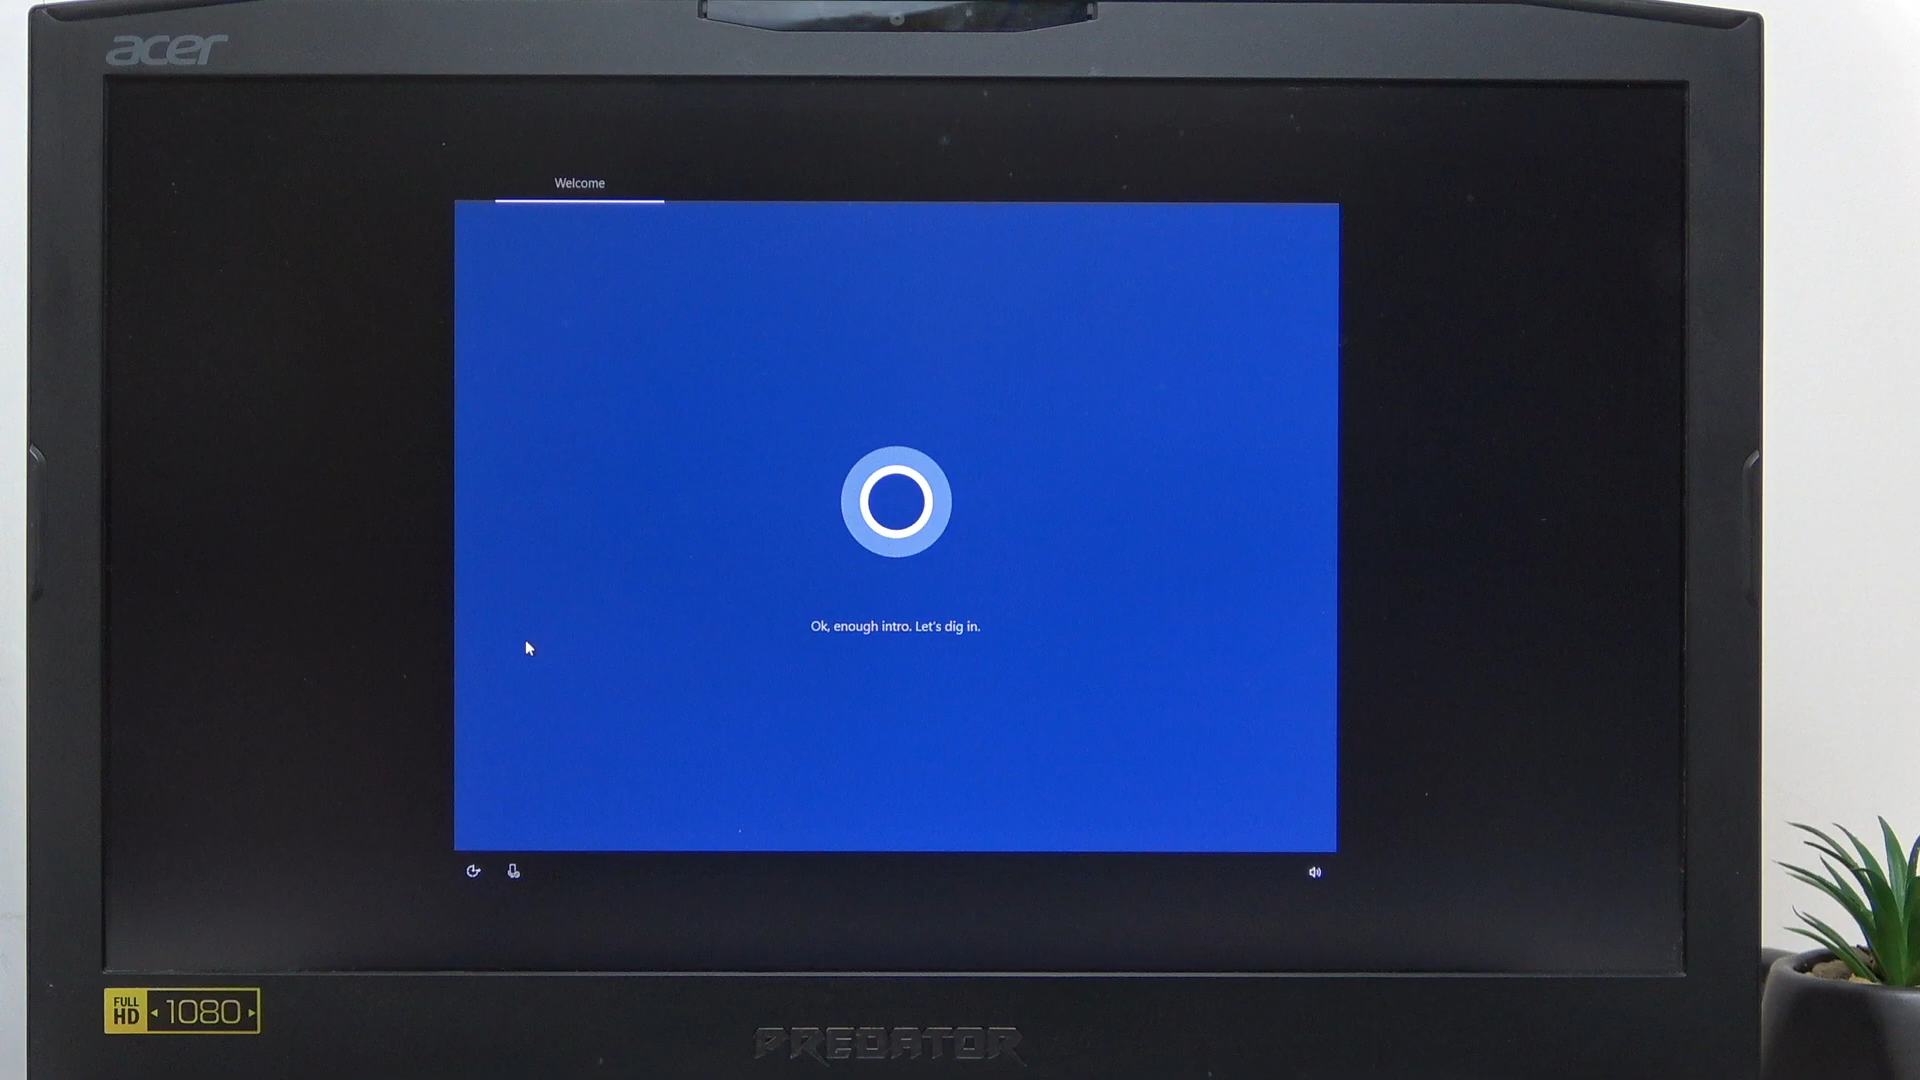 acer
Welcome
Ok, enough intro. Let's dig in.
FULL HD 1080
PREDATOR